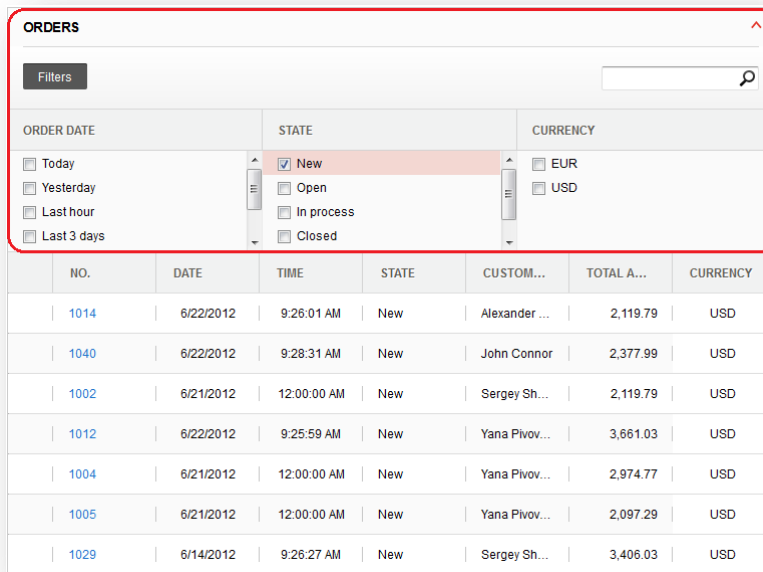 ORDERS
Filters
ORDER DATE STATE CURRENCY
Today New EUR
Yesterday Open USD
Last hour In process
Last 3 days Closed
NO. DATE TIME STATE CUSTOM... TOTAL A... CURRENCY
1014 6/22/2012 9:26:01 AM New Alexander ... 2,119.79 USD
1040 6/22/2012 9:28:31 AM New John Connor 2,377.99 USD
1002 6/21/2012 12:00:00 AM New Sergey Sh... 2,119.79 USD
1012 6/22/2012 9:25:59 AM New Yana Pivov... 3,661.03 USD
1004 6/21/2012 12:00:00 AM New Yana Pivov... 2,974.77 USD
1005 6/21/2012 12:00:00 AM New Yana Pivov... 2,097.29 USD
1029 6/14/2012 9:26:27 AM New Sergey Sh... 3,406.03 USD